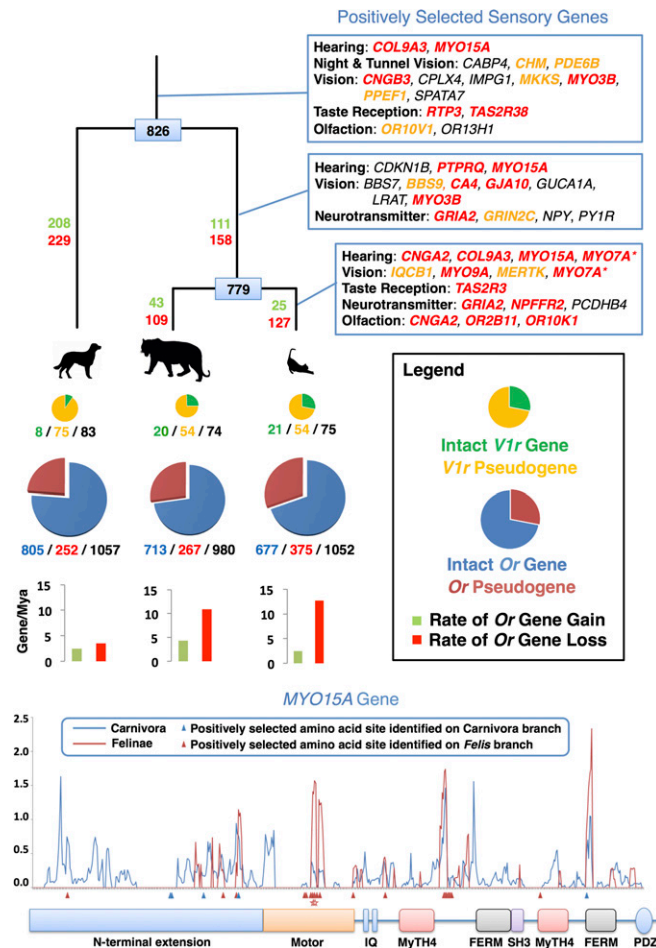 Positively Selected Sensory Genes
Hearing: COL9A3, MYO15A
Night & Tunnel Vision: CABP4, CHM, PDE6B
Vision: CNGB3, CPLX4, IMPG1, MKKS, MYO3B,
PPEF1, SPATA7
Taste Reception: RTP3, TAS2R38
Olfaction: OR10V1, OR13H1
826
Hearing: CDKN1B, PTPRQ, MYO15A
Vision: BBS7, BBS9, CA4, GJA10, GUCA1A,
LRAT, MYO3B
Neurotransmitter: GRIA2, GRIN2C, NPY, PY1R
208
229
111
158
Hearing: CNGA2, COL9A3, MYO15A, MYO7A*
Vision: IQCB1, MYO9A, MERTK, MYO7A*
Taste Reception: TAS2R3
Neurotransmitter: GRIA2, NPFFR2, PCDHB4
Olfaction: CNGA2, OR2B11, OR10K1
779
43
109
25
127
8 / 75 / 83
20 / 54 / 74
21 / 54 / 75
805 / 252 / 1057
713 / 267 / 980
677 / 375 / 1052
Legend
Intact V1r Gene
V1r Pseudogene
Intact Or Gene
Or Pseudogene
Rate of Or Gene Gain
Rate of Or Gene Loss
Gene/Mya
15
10
5
0
15
10
5
0
15
10
5
0
MYO15A Gene
Carnivora
Positively selected amino acid site identified on Carnivora branch
Felinae
Positively selected amino acid site identified on Felis branch
2.5
2.0
1.5
1.0
0.5
0.0
N-terminal extension
Motor
IQ
MyTH4
FERM
SH3
MyTH4
FERM